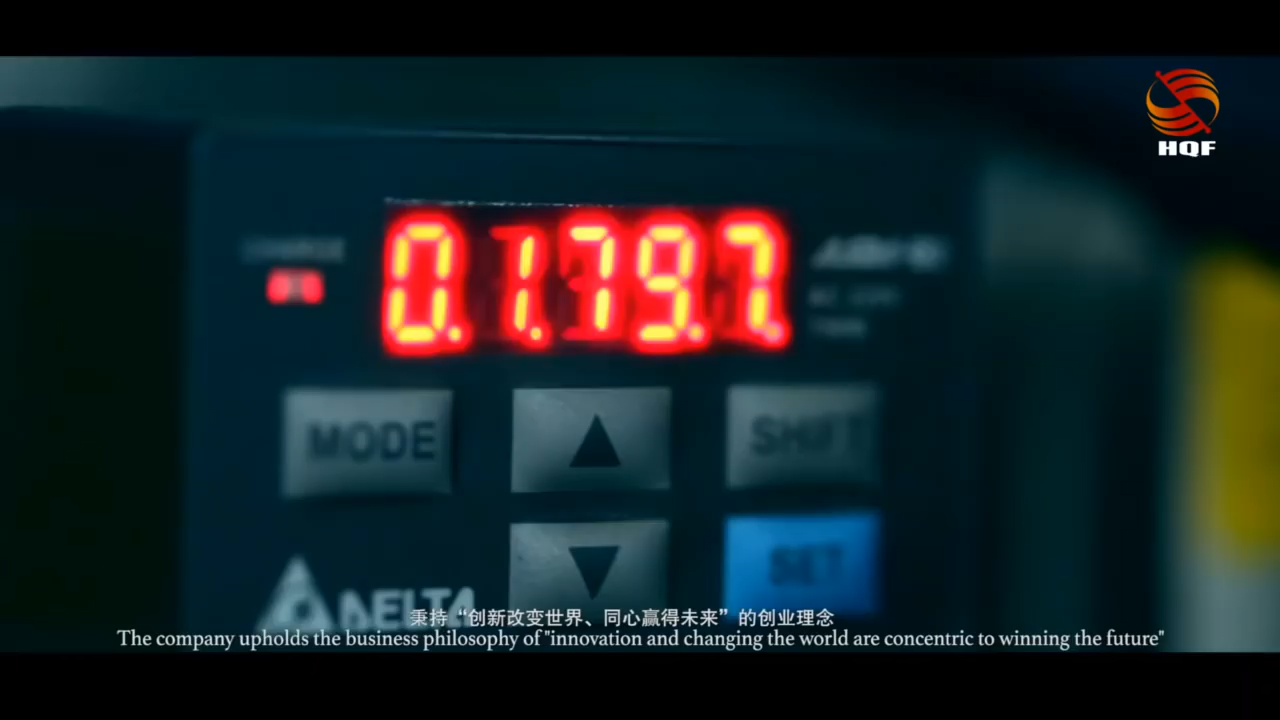 HQF
CHARGE
0.1.79.7.
MODE
SHIFT
SET
DELTA
秉持“创新改变世界、同心赢得未来”的创业理念
The company upholds the business philosophy of "innovation and changing the world are concentric to winning the future"